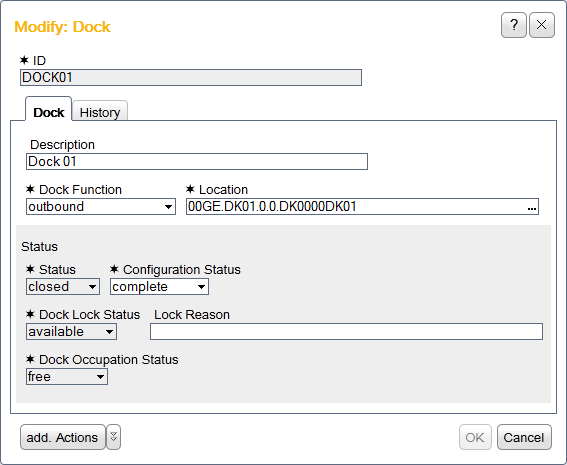 Modify: Dock
?
✶ ID
DOCK01
Dock History
Description
Dock 01
✶ Dock Function ✶ Location
outbound 00GE.DK01.0.0.DK0000DK01 ...
Status
✶ Status ✶ Configuration Status
closed complete
✶ Dock Lock Status Lock Reason
available
✶ Dock Occupation Status
free
add. Actions OK Cancel